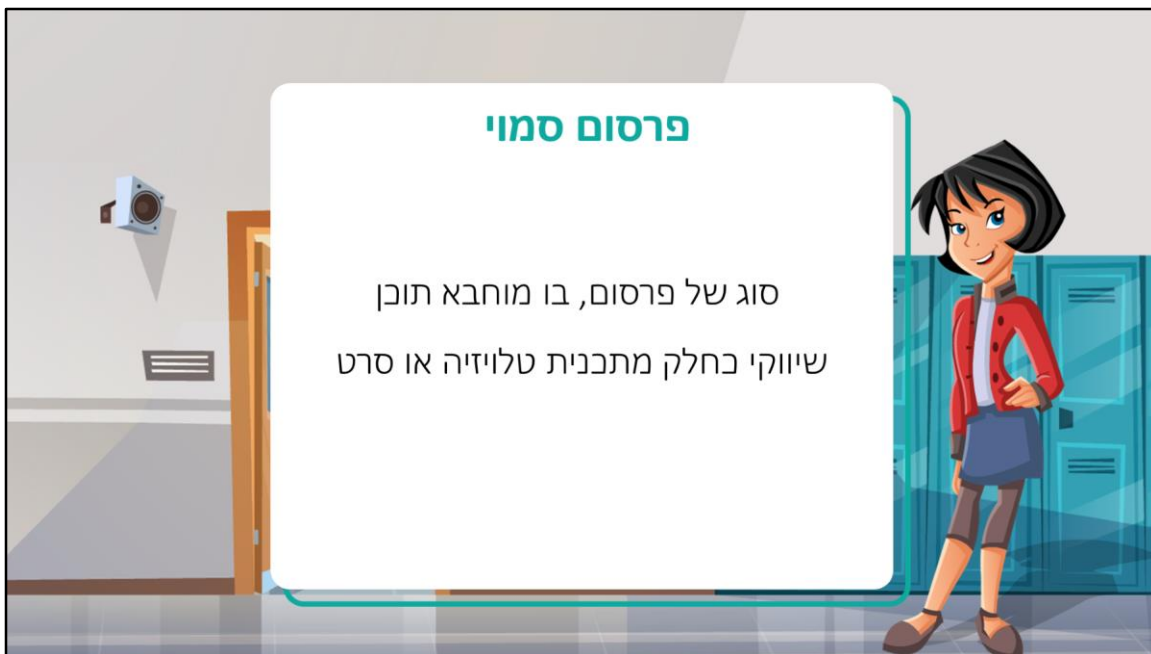 פרסום סמוי
סוג של פרסום, בו מוחבא תוכן
שיווקי כחלק מתכנית טלויזיה או סרט